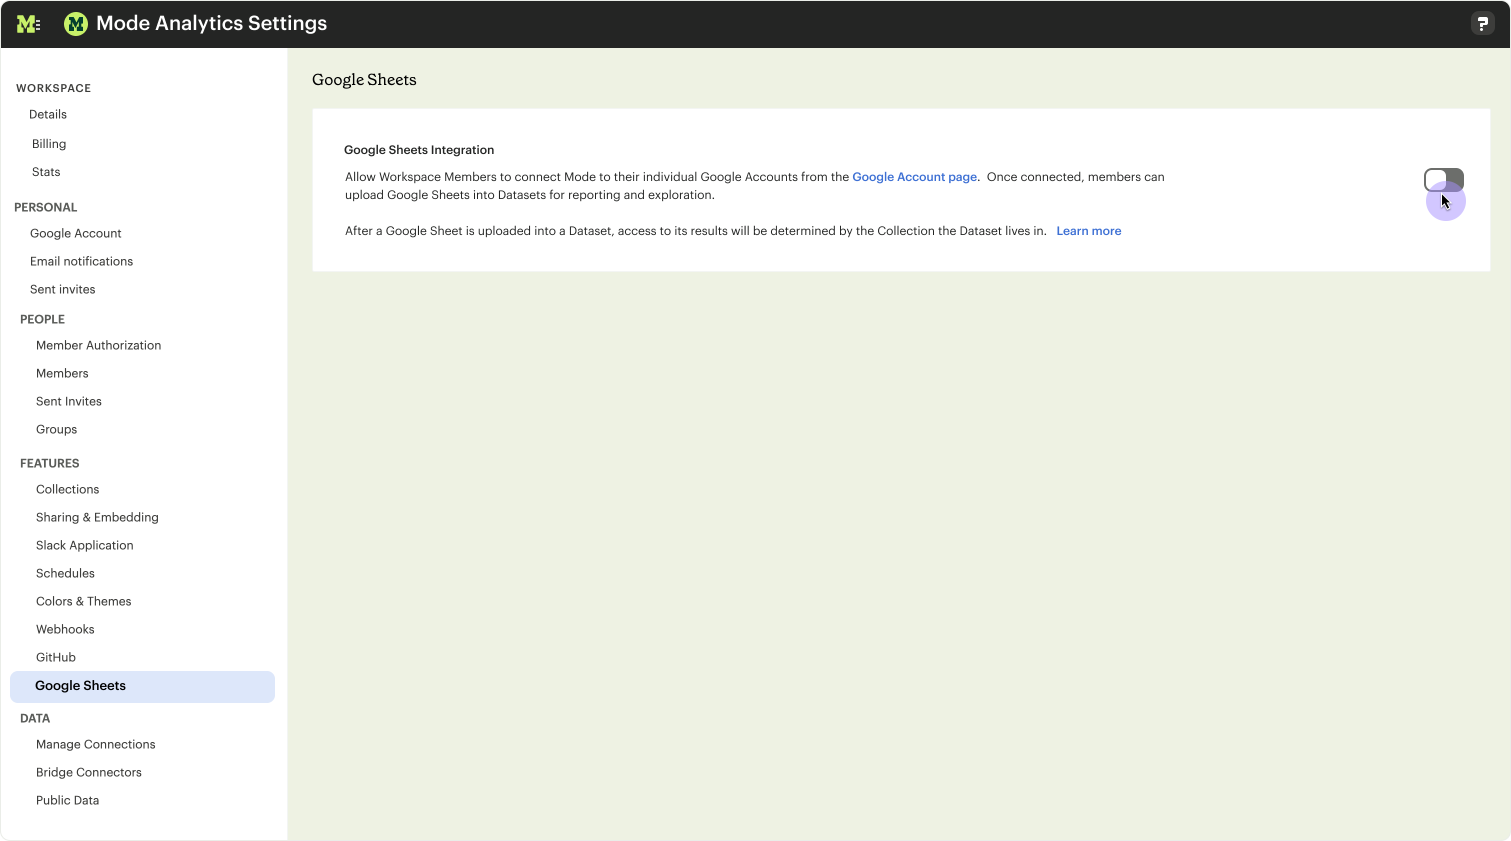 Mode Analytics Settings
?
WORKSPACE
Details
Billing
Stats
PERSONAL
Google Account
Email notifications
Sent invites
PEOPLE
Member Authorization
Members
Sent Invites
Groups
FEATURES
Collections
Sharing & Embedding
Slack Application
Schedules
Colors & Themes
Webhooks
GitHub
Google Sheets
DATA
Manage Connections
Bridge Connectors
Public Data
Google Sheets
Google Sheets Integration
Allow Workspace Members to connect Mode to their individual Google Accounts from the Google Account page. Once connected, members can
upload Google Sheets into Datasets for reporting and exploration.
After a Google Sheet is uploaded into a Dataset, access to its results will be determined by the Collection the Dataset lives in. Learn more